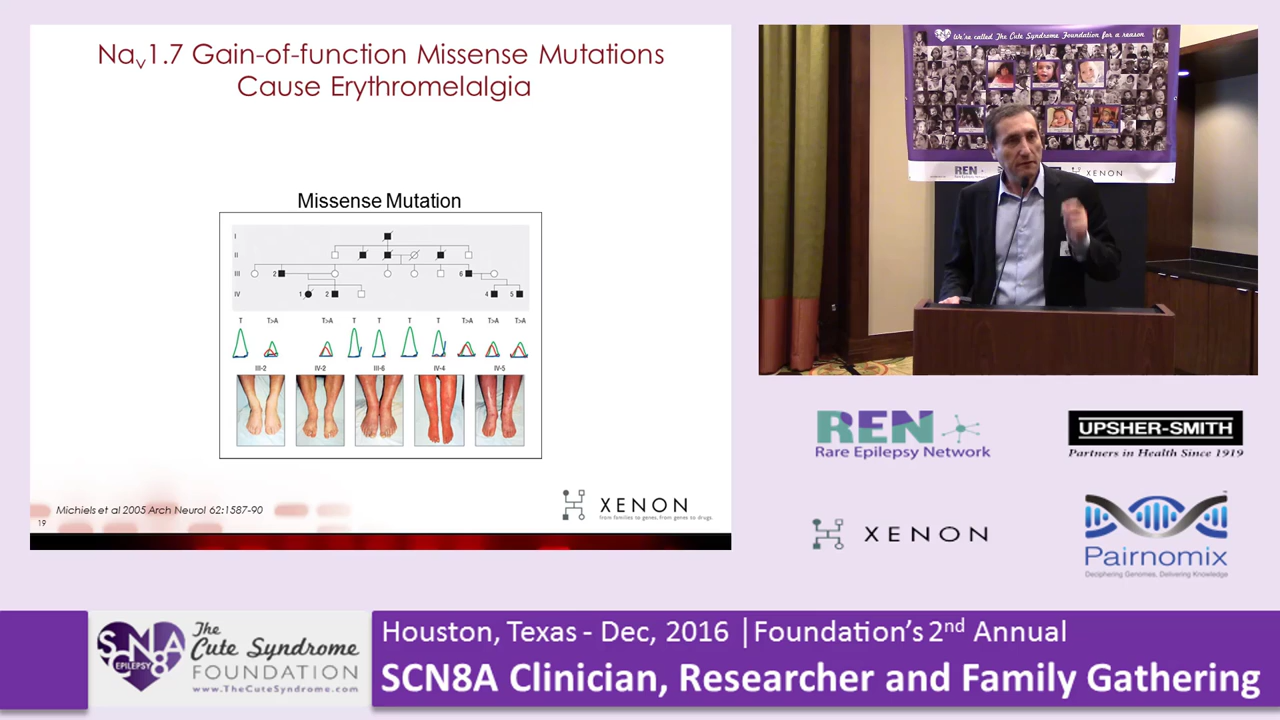 Nav1.7 Gain-of-function Missense Mutations
Cause Erythromelalgia
Missense Mutation
I
II
III 2 6
IV 1 2 4 5
T T>A T>A T T T T T>A T>A T>A
III-2 IV-2 III-6 IV-4 IV-5
Michiels et al 2005 Arch Neurol 62:1587-90
19
XENON
from families to genes, from genes to drugs.
We're called The Cute Syndrome Foundation for a reason
REN
XENON
REN
Rare Epilepsy Network
UPSHER-SMITH
Partners in Health Since 1919
XENON
Pairnomix
Deciphering Genomes, Delivering Knowledge
SCN8A
EPILEPSY
The
Cute Syndrome
FOUNDATION
www.TheCuteSyndrome.com
Houston, Texas - Dec, 2016 |Foundation's 2nd Annual
SCN8A Clinician, Researcher and Family Gathering